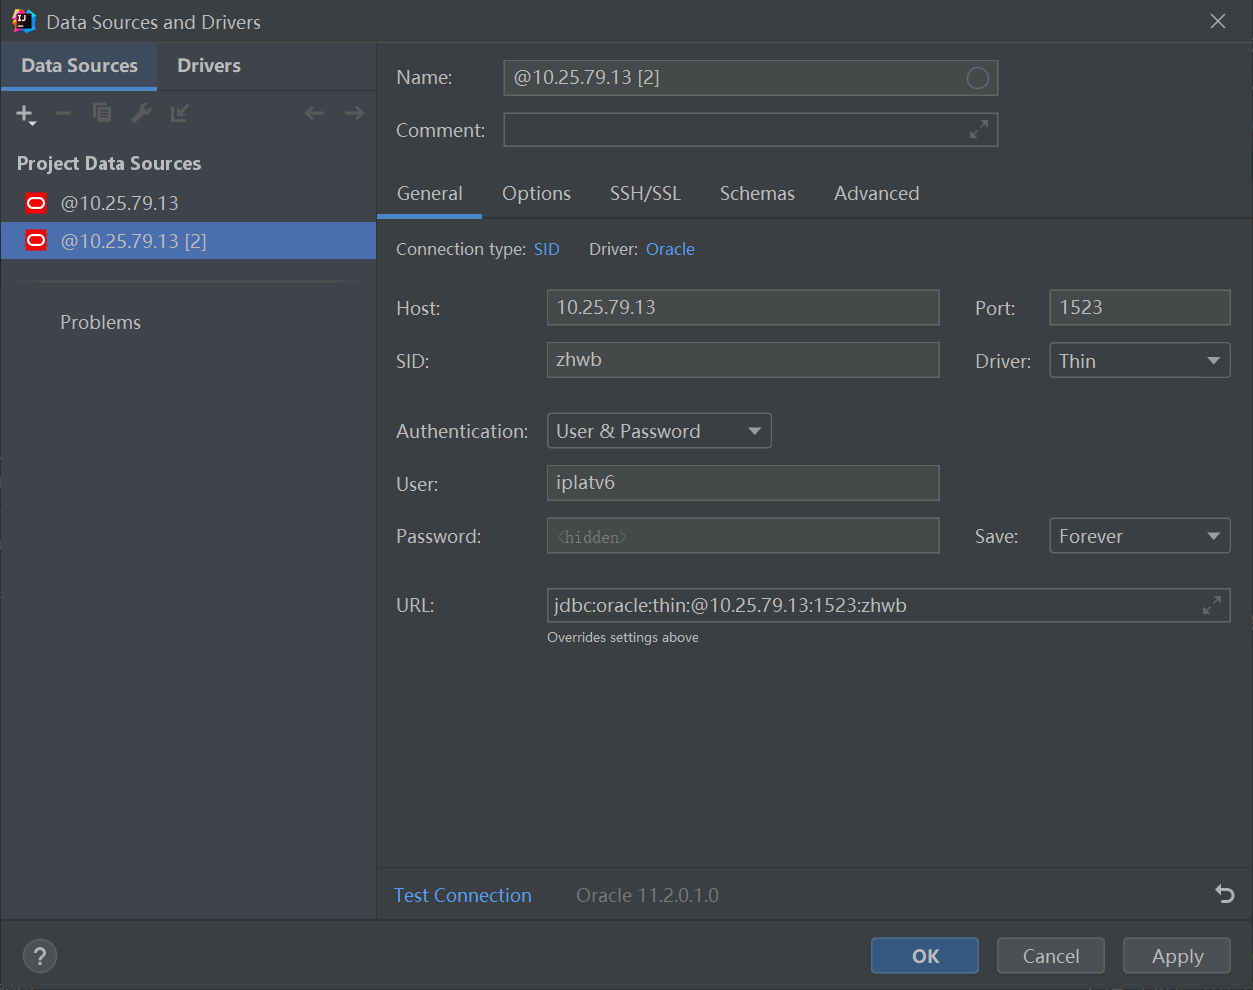 Data Sources and Drivers
Data Sources
Drivers
Project Data Sources
@10.25.79.13
@10.25.79.13 [2]
Problems
Name:
@10.25.79.13 [2]
Comment:
General
Options
SSH/SSL
Schemas
Advanced
Connection type: SID
Driver: Oracle
Host:
10.25.79.13
Port:
1523
SID:
zhwb
Driver:
Thin
Authentication:
User & Password
User:
iplatv6
Password:
<hidden>
Save:
Forever
URL:
jdbc:oracle:thin:@10.25.79.13:1523:zhwb
Overrides settings above
Test Connection
Oracle 11.2.0.1.0
?
OK
Cancel
Apply